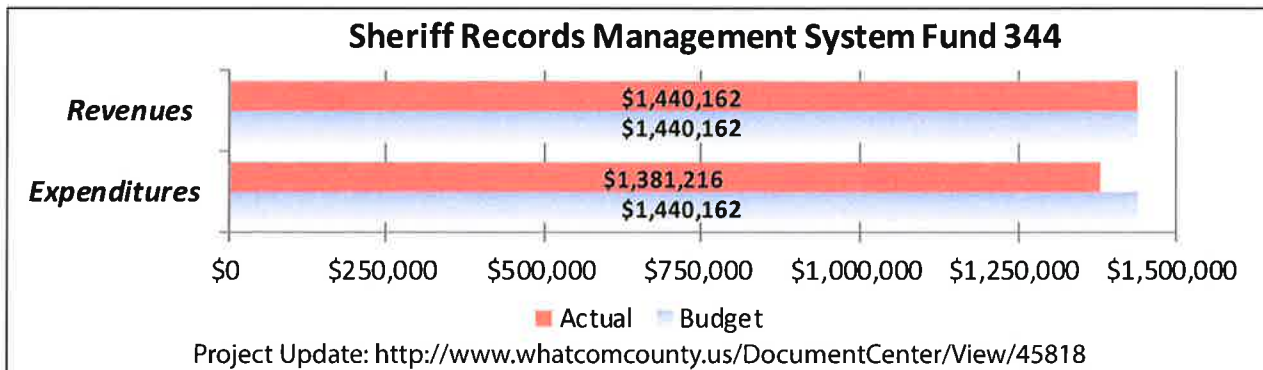 Sheriff Records Management System Fund 344
Revenues
$1,440,162
$1,440,162
Expenditures
$1,381,216
$1,440,162
$0 $250,000 $500,000 $750,000 $1,000,000 $1,250,000 $1,500,000
Actual Budget
Project Update: http://www.whatcomcounty.us/DocumentCenter/View/45818